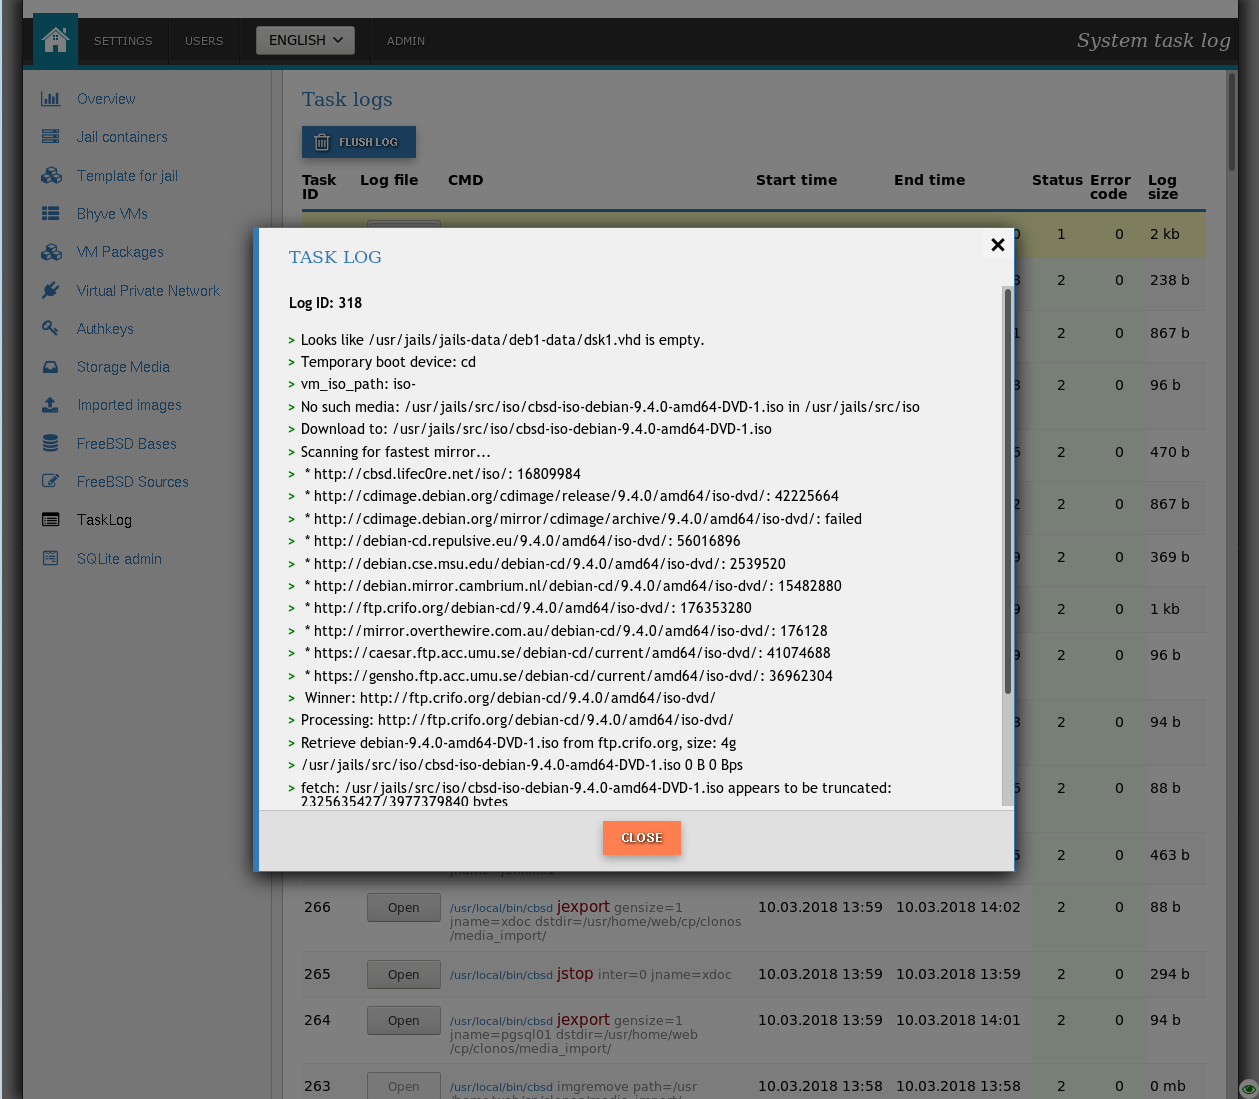 SETTINGS
USERS
ENGLISH
ADMIN
System task log
Overview
Jail containers
Template for jail
Bhyve VMs
VM Packages
Virtual Private Network
Authkeys
Storage Media
Imported images
FreeBSD Bases
FreeBSD Sources
TaskLog
SQLite admin
Task logs
FLUSH LOG
Task ID Log file CMD Start time End time Status Error code Log size
0 1 0 2 kb
8 2 0 238 b
1 2 0 867 b
8 2 0 96 b
2 0 470 b
2 2 0 867 b
9 2 0 369 b
9 2 0 1 kb
9 2 0 96 b
8 2 0 94 b
2 0 88 b
2 0 463 b
TASK LOG
Log ID: 318
> Looks like /usr/jails/jails-data/deb1-data/dsk1.vhd is empty.
> Temporary boot device: cd
> vm_iso_path: iso-
> No such media: /usr/jails/src/iso/cbsd-iso-debian-9.4.0-amd64-DVD-1.iso in /usr/jails/src/iso
> Download to: /usr/jails/src/iso/cbsd-iso-debian-9.4.0-amd64-DVD-1.iso
> Scanning for fastest mirror...
> * http://cbsd.lifec0re.net/iso/: 16809984
> * http://cdimage.debian.org/cdimage/release/9.4.0/amd64/iso-dvd/: 42225664
> * http://cdimage.debian.org/mirror/cdimage/archive/9.4.0/amd64/iso-dvd/: failed
> * http://debian-cd.repulsive.eu/9.4.0/amd64/iso-dvd/: 56016896
> * http://debian.cse.msu.edu/debian-cd/9.4.0/amd64/iso-dvd/: 2539520
> * http://debian.mirror.cambrium.nl/debian-cd/9.4.0/amd64/iso-dvd/: 15482880
> * http://ftp.crifo.org/debian-cd/9.4.0/amd64/iso-dvd/: 176353280
> * http://mirror.overthewire.com.au/debian-cd/9.4.0/amd64/iso-dvd/: 176128
> * https://caesar.ftp.acc.umu.se/debian-cd/current/amd64/iso-dvd/: 41074688
> * https://gensho.ftp.acc.umu.se/debian-cd/current/amd64/iso-dvd/: 36962304
> Winner: http://ftp.crifo.org/debian-cd/9.4.0/amd64/iso-dvd/
> Processing: http://ftp.crifo.org/debian-cd/9.4.0/amd64/iso-dvd/
> Retrieve debian-9.4.0-amd64-DVD-1.iso from ftp.crifo.org, size: 4g
> /usr/jails/src/iso/cbsd-iso-debian-9.4.0-amd64-DVD-1.iso 0 B 0 Bps
> fetch: /usr/jails/src/iso/cbsd-iso-debian-9.4.0-amd64-DVD-1.iso appears to be truncated:
2325635427/3977379840 bytes
CLOSE
266 Open /usr/local/bin/cbsd jexport gensize=1 10.03.2018 13:59 10.03.2018 14:02 2 0 88 b
jname=xdoc dstdir=/usr/home/web/cp/clonos
/media_import/
265 Open /usr/local/bin/cbsd jstop inter=0 jname=xdoc 10.03.2018 13:59 10.03.2018 13:59 2 0 294 b
264 Open /usr/local/bin/cbsd jexport gensize=1 10.03.2018 13:59 10.03.2018 14:01 2 0 94 b
jname=pgsql01 dstdir=/usr/home/web
/cp/clonos/media_import/
263 Open /usr/local/bin/cbsd imgremove path=/usr 10.03.2018 13:58 10.03.2018 13:58 2 0 0 mb